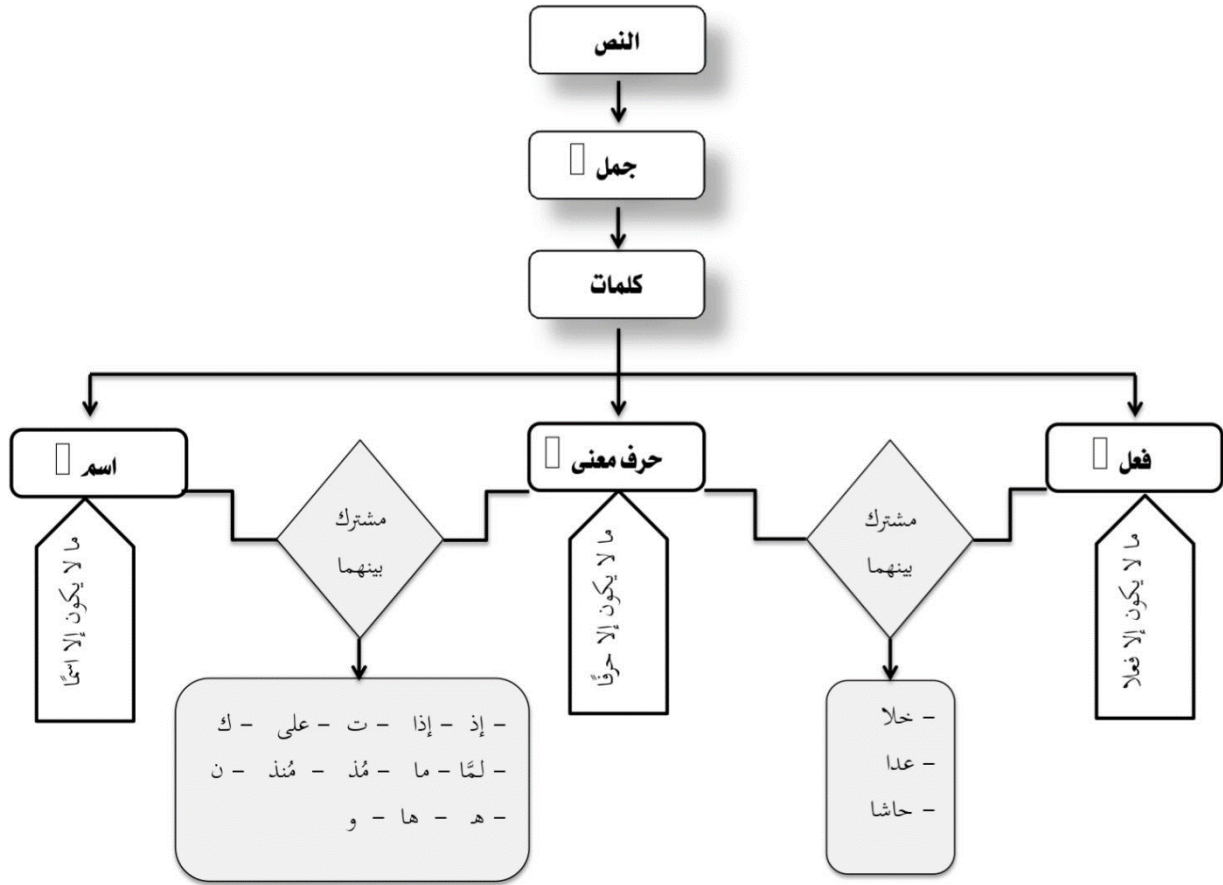 النص
جمل
كلمات
فعل
حرف معنى
اسم
مشترك
بينهما
مشترك
بينهما
ما لا يكون إلا فعلا
ما لا يكون إلا حرفًا
ما لا يكون إلا اسمًا
- خلا
- عدا
- حاشا
- إذ - إذا - ت - على - ك
- لـمَّا - ما - مُذ - مُنذ - ن
- هـ - ها - و